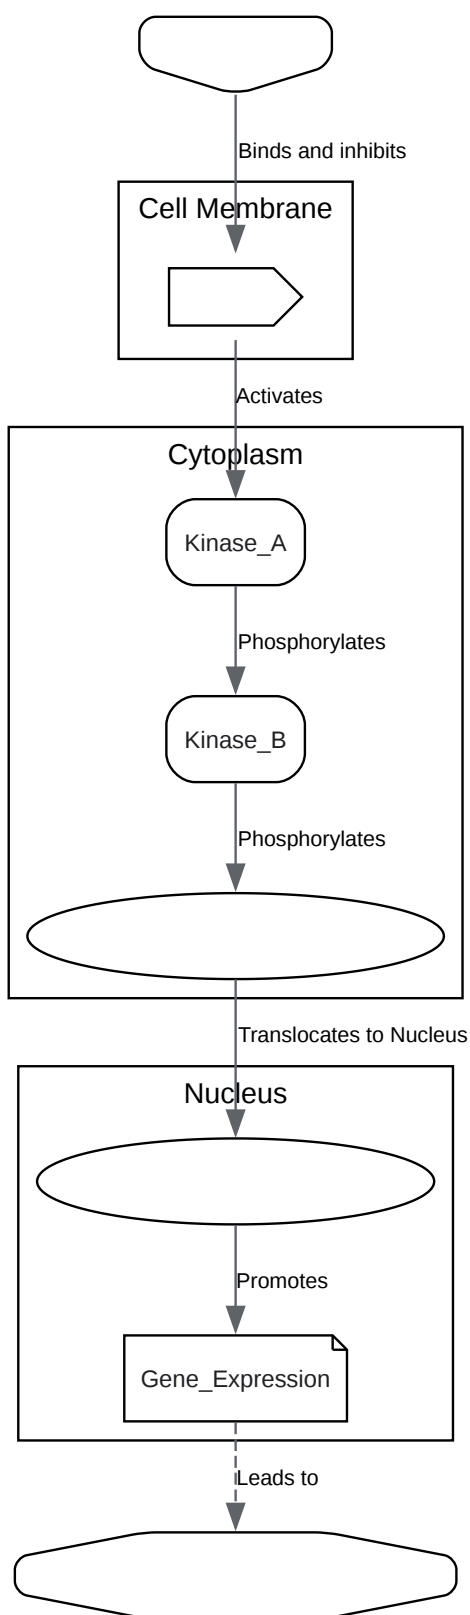 Binds and inhibits
Cell Membrane
Activates
Cytoplasm
Kinase_A
Phosphorylates
Kinase_B
Phosphorylates
Translocates to Nucleus
Nucleus
Promotes
Gene_Expression
Leads to